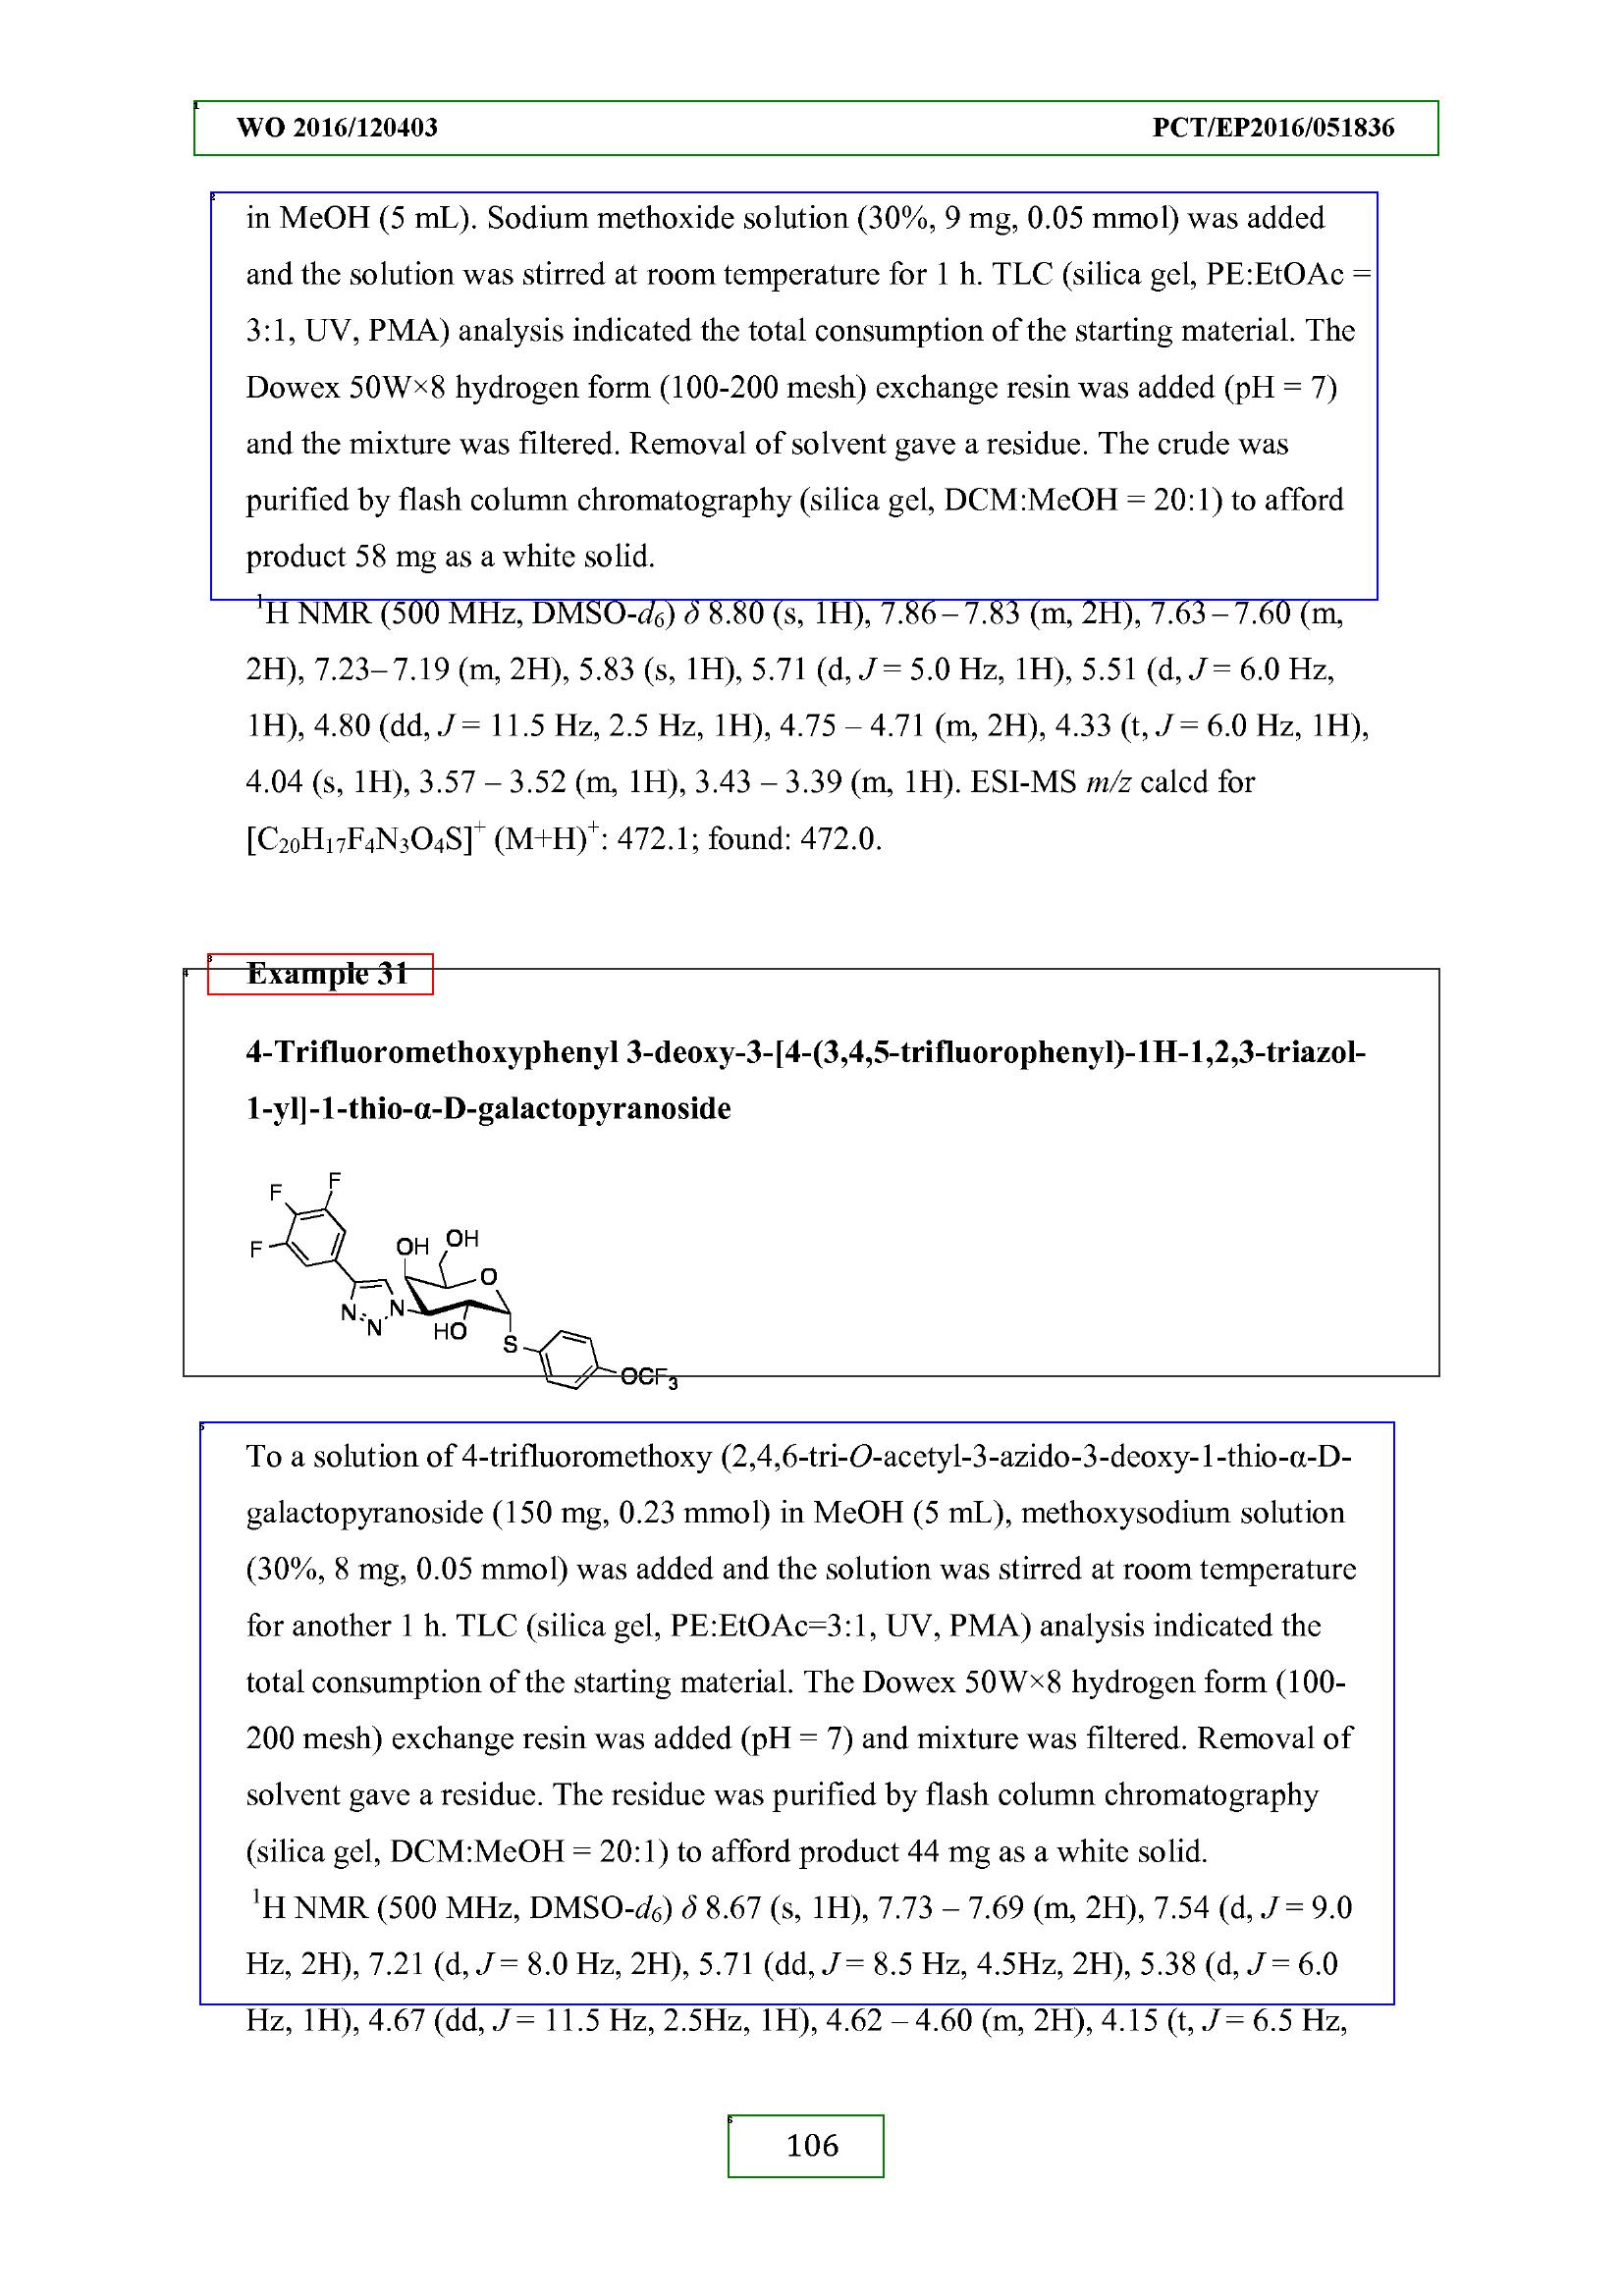 WO 2016/120403 PCT/EP2016/051836
in MeOH (5 mL). Sodium methoxide solution (30%, 9 mg, 0.05 mmol) was added
and the solution was stirred at room temperature for 1 h. TLC (silica gel, PE:EtOAc =
3:1, UV, PMA) analysis indicated the total consumption of the starting material. The
Dowex 50W×8 hydrogen form (100-200 mesh) exchange resin was added (pH = 7)
and the mixture was filtered. Removal of solvent gave a residue. The crude was
purified by flash column chromatography (silica gel, DCM:MeOH = 20:1) to afford
product 58 mg as a white solid.
¹H NMR (500 MHz, DMSO-d₆) δ 8.80 (s, 1H), 7.86 – 7.83 (m, 2H), 7.63 – 7.60 (m,
2H), 7.23– 7.19 (m, 2H), 5.83 (s, 1H), 5.71 (d, J = 5.0 Hz, 1H), 5.51 (d, J = 6.0 Hz,
1H), 4.80 (dd, J = 11.5 Hz, 2.5 Hz, 1H), 4.75 – 4.71 (m, 2H), 4.33 (t, J = 6.0 Hz, 1H),
4.04 (s, 1H), 3.57 – 3.52 (m, 1H), 3.43 – 3.39 (m, 1H). ESI-MS m/z calcd for
[C₂₀H₁₇F₄N₃O₄S]⁺ (M+H)⁺: 472.1; found: 472.0.
Example 31
4-Trifluoromethoxyphenyl 3-deoxy-3-[4-(3,4,5-trifluorophenyl)-1H-1,2,3-triazol-
1-yl]-1-thio-α-D-galactopyranoside
F
F
F
OH
OH
O
N
N
N
HO
S
OCF₃
To a solution of 4-trifluoromethoxy (2,4,6-tri-O-acetyl-3-azido-3-deoxy-1-thio-α-D-
galactopyranoside (150 mg, 0.23 mmol) in MeOH (5 mL), methoxysodium solution
(30%, 8 mg, 0.05 mmol) was added and the solution was stirred at room temperature
for another 1 h. TLC (silica gel, PE:EtOAc=3:1, UV, PMA) analysis indicated the
total consumption of the starting material. The Dowex 50W×8 hydrogen form (100-
200 mesh) exchange resin was added (pH = 7) and mixture was filtered. Removal of
solvent gave a residue. The residue was purified by flash column chromatography
(silica gel, DCM:MeOH = 20:1) to afford product 44 mg as a white solid.
¹H NMR (500 MHz, DMSO-d₆) δ 8.67 (s, 1H), 7.73 – 7.69 (m, 2H), 7.54 (d, J = 9.0
Hz, 2H), 7.21 (d, J = 8.0 Hz, 2H), 5.71 (dd, J = 8.5 Hz, 4.5Hz, 2H), 5.38 (d, J = 6.0
Hz, 1H), 4.67 (dd, J = 11.5 Hz, 2.5Hz, 1H), 4.62 – 4.60 (m, 2H), 4.15 (t, J = 6.5 Hz,
106